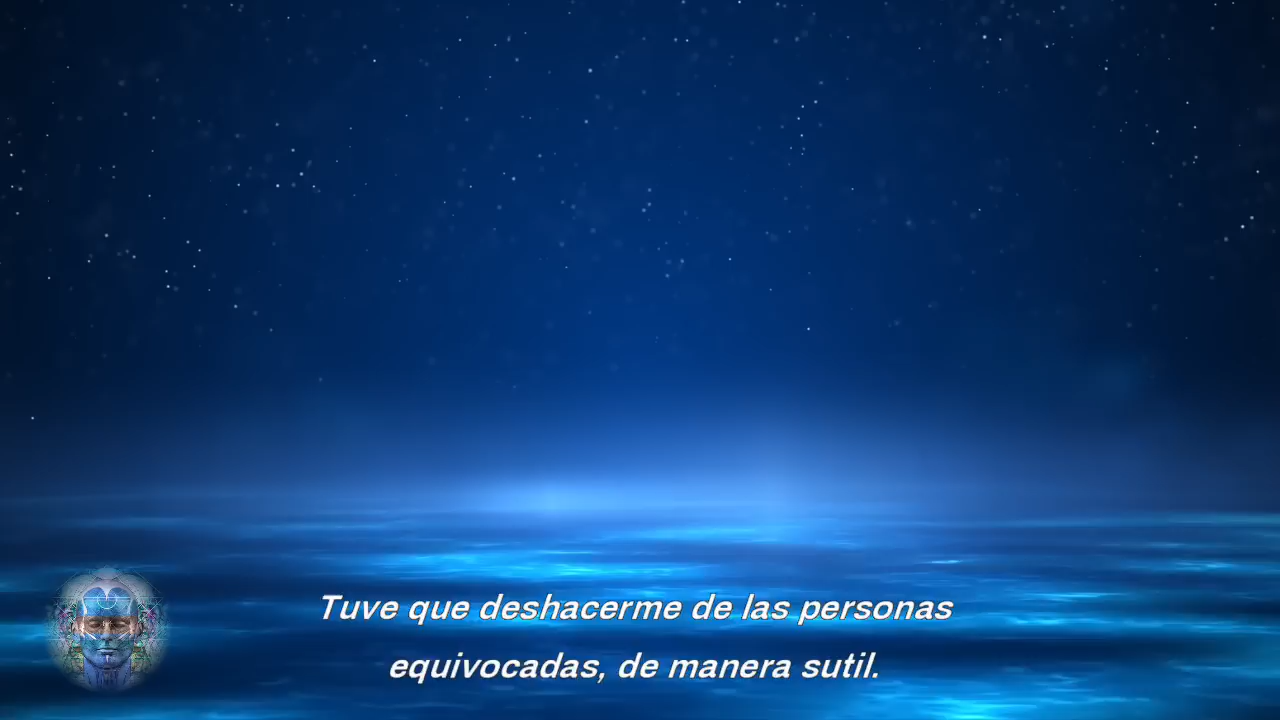 Tuve que deshacerme de las personas
equivocadas, de manera sutil.